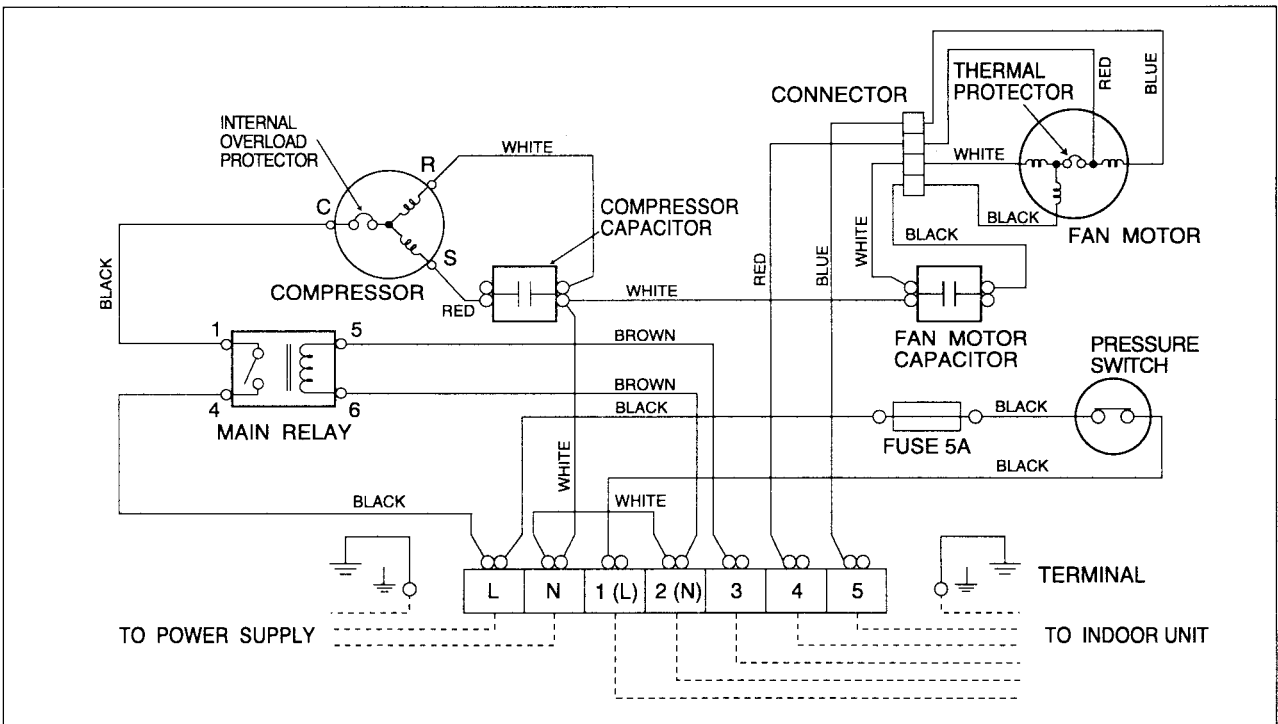 BLUE
RED
THERMAL
PROTECTOR
CONNECTOR
INTERNAL
OVERLOAD
PROTECTOR
R
WHITE
WHITE
C
COMPRESSOR
CAPACITOR
BLACK
FAN MOTOR
BLACK
S
BLACK
RED
BLUE
WHITE
COMPRESSOR
RED
WHITE
1
5
BROWN
FAN MOTOR
CAPACITOR
PRESSURE
SWITCH
4
6
BROWN
MAIN RELAY
BLACK
BLACK
FUSE 5A
WHITE
BLACK
BLACK
WHITE
L
N
1 (L)
2 (N)
3
4
5
TERMINAL
TO POWER SUPPLY
TO INDOOR UNIT